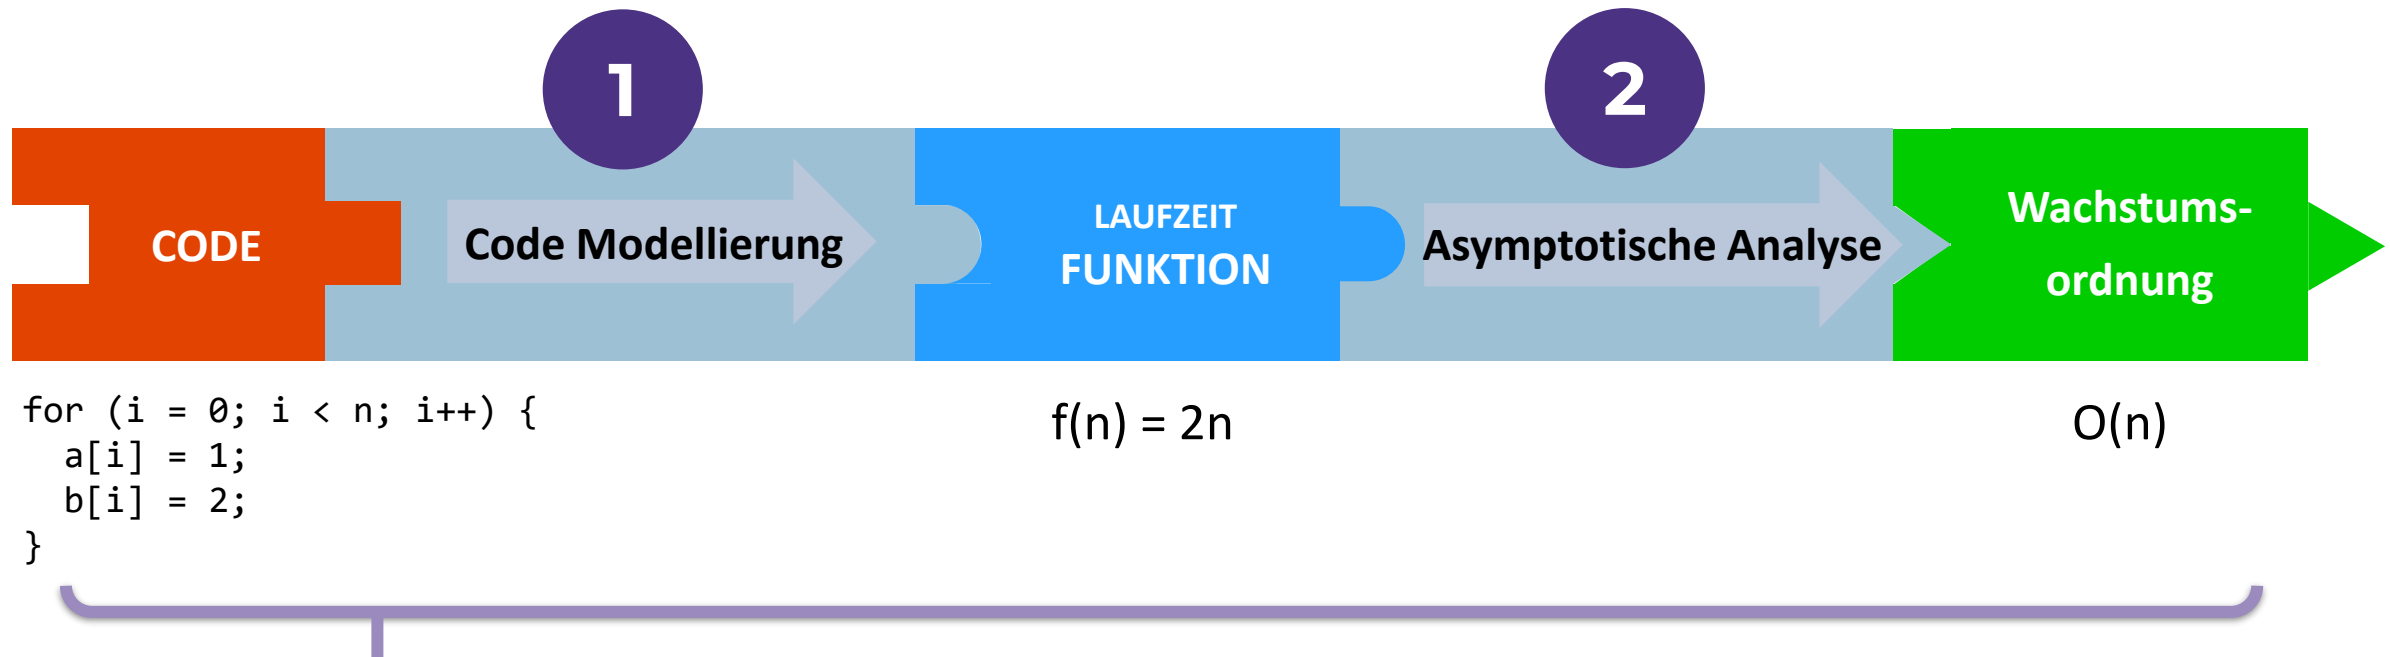 1
2
CODE
Code Modellierung
LAUFZEIT
FUNKTION
Asymptotische Analyse
Wachstums-
ordnung
for (i = 0; i < n; i++) {
  a[i] = 1;
  b[i] = 2;
}
f(n) = 2n
O(n)